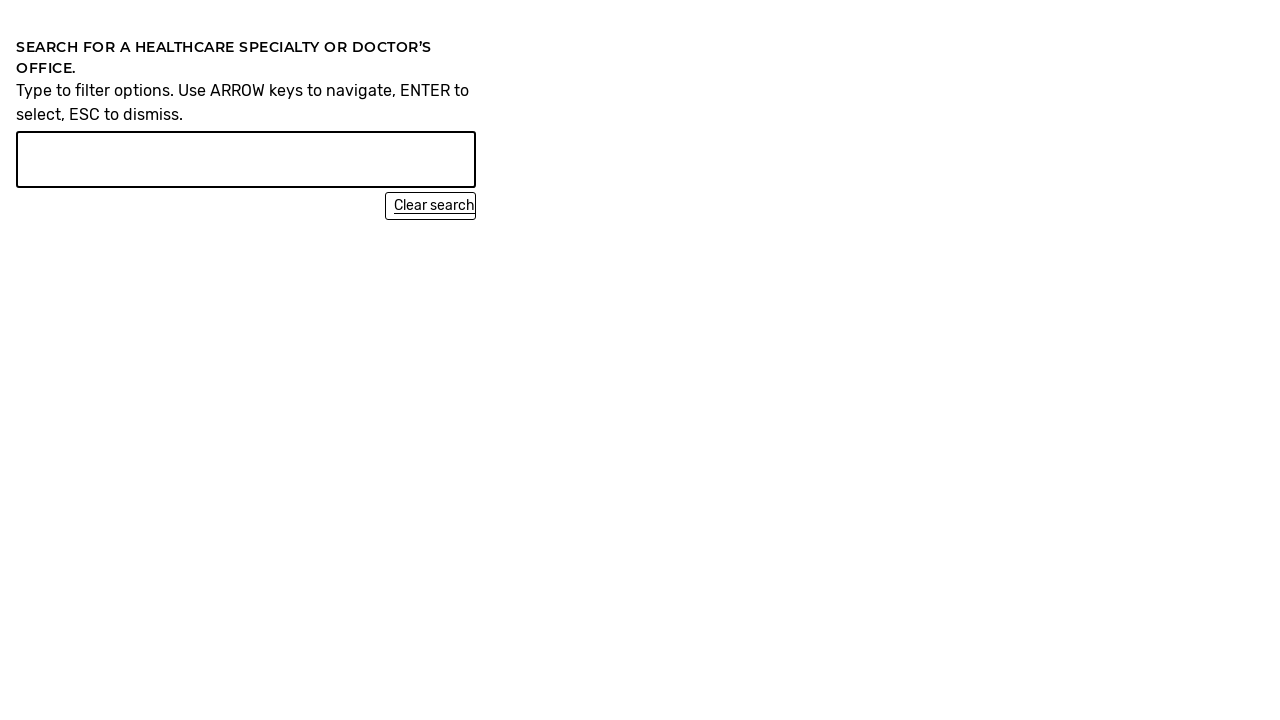 SEARCH FOR A HEALTHCARE SPECIALTY OR DOCTOR'S
OFFICE.
Type to filter options. Use ARROW keys to navigate, ENTER to
select, ESC to dismiss.
Clear search